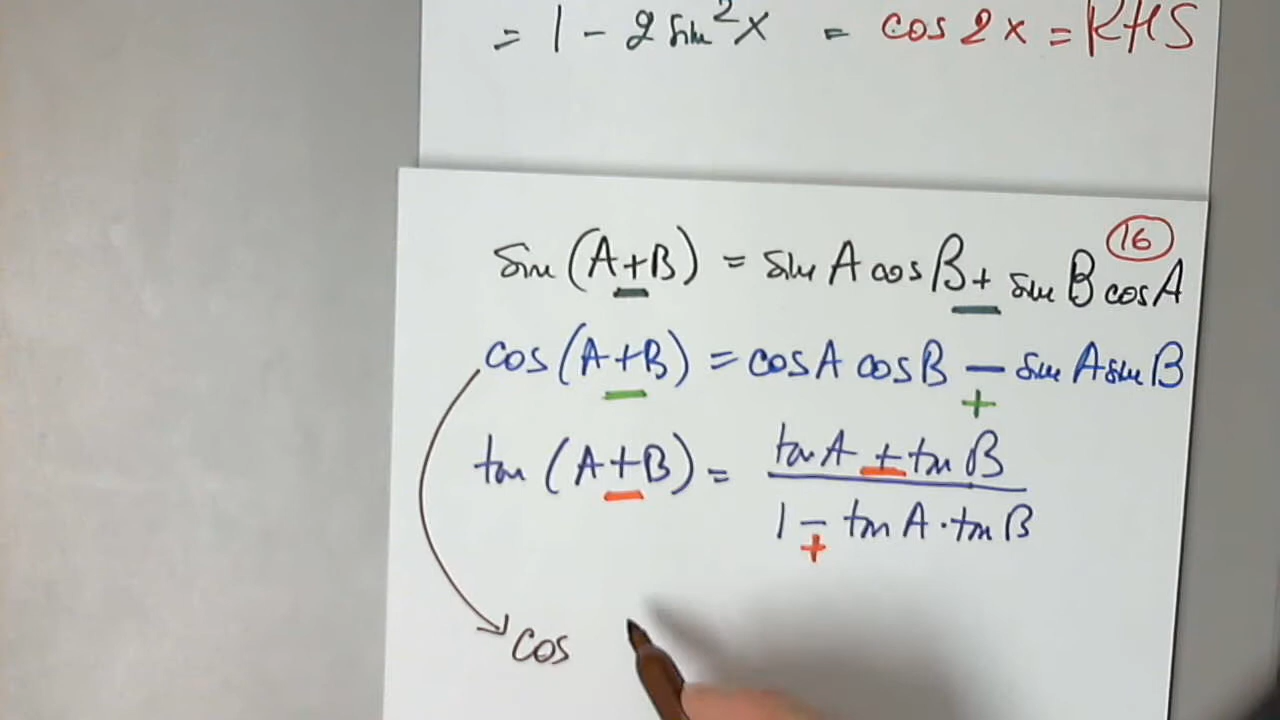 = 1 - 2 sin²x = cos 2x = RHS
16
sin (A ± B) = sin A cos B ± sin B cos A
cos (A ± B) = cos A cos B ∓ sin A sin B
tan (A ± B) = (tan A ± tan B) / (1 ∓ tan A · tan B)
cos